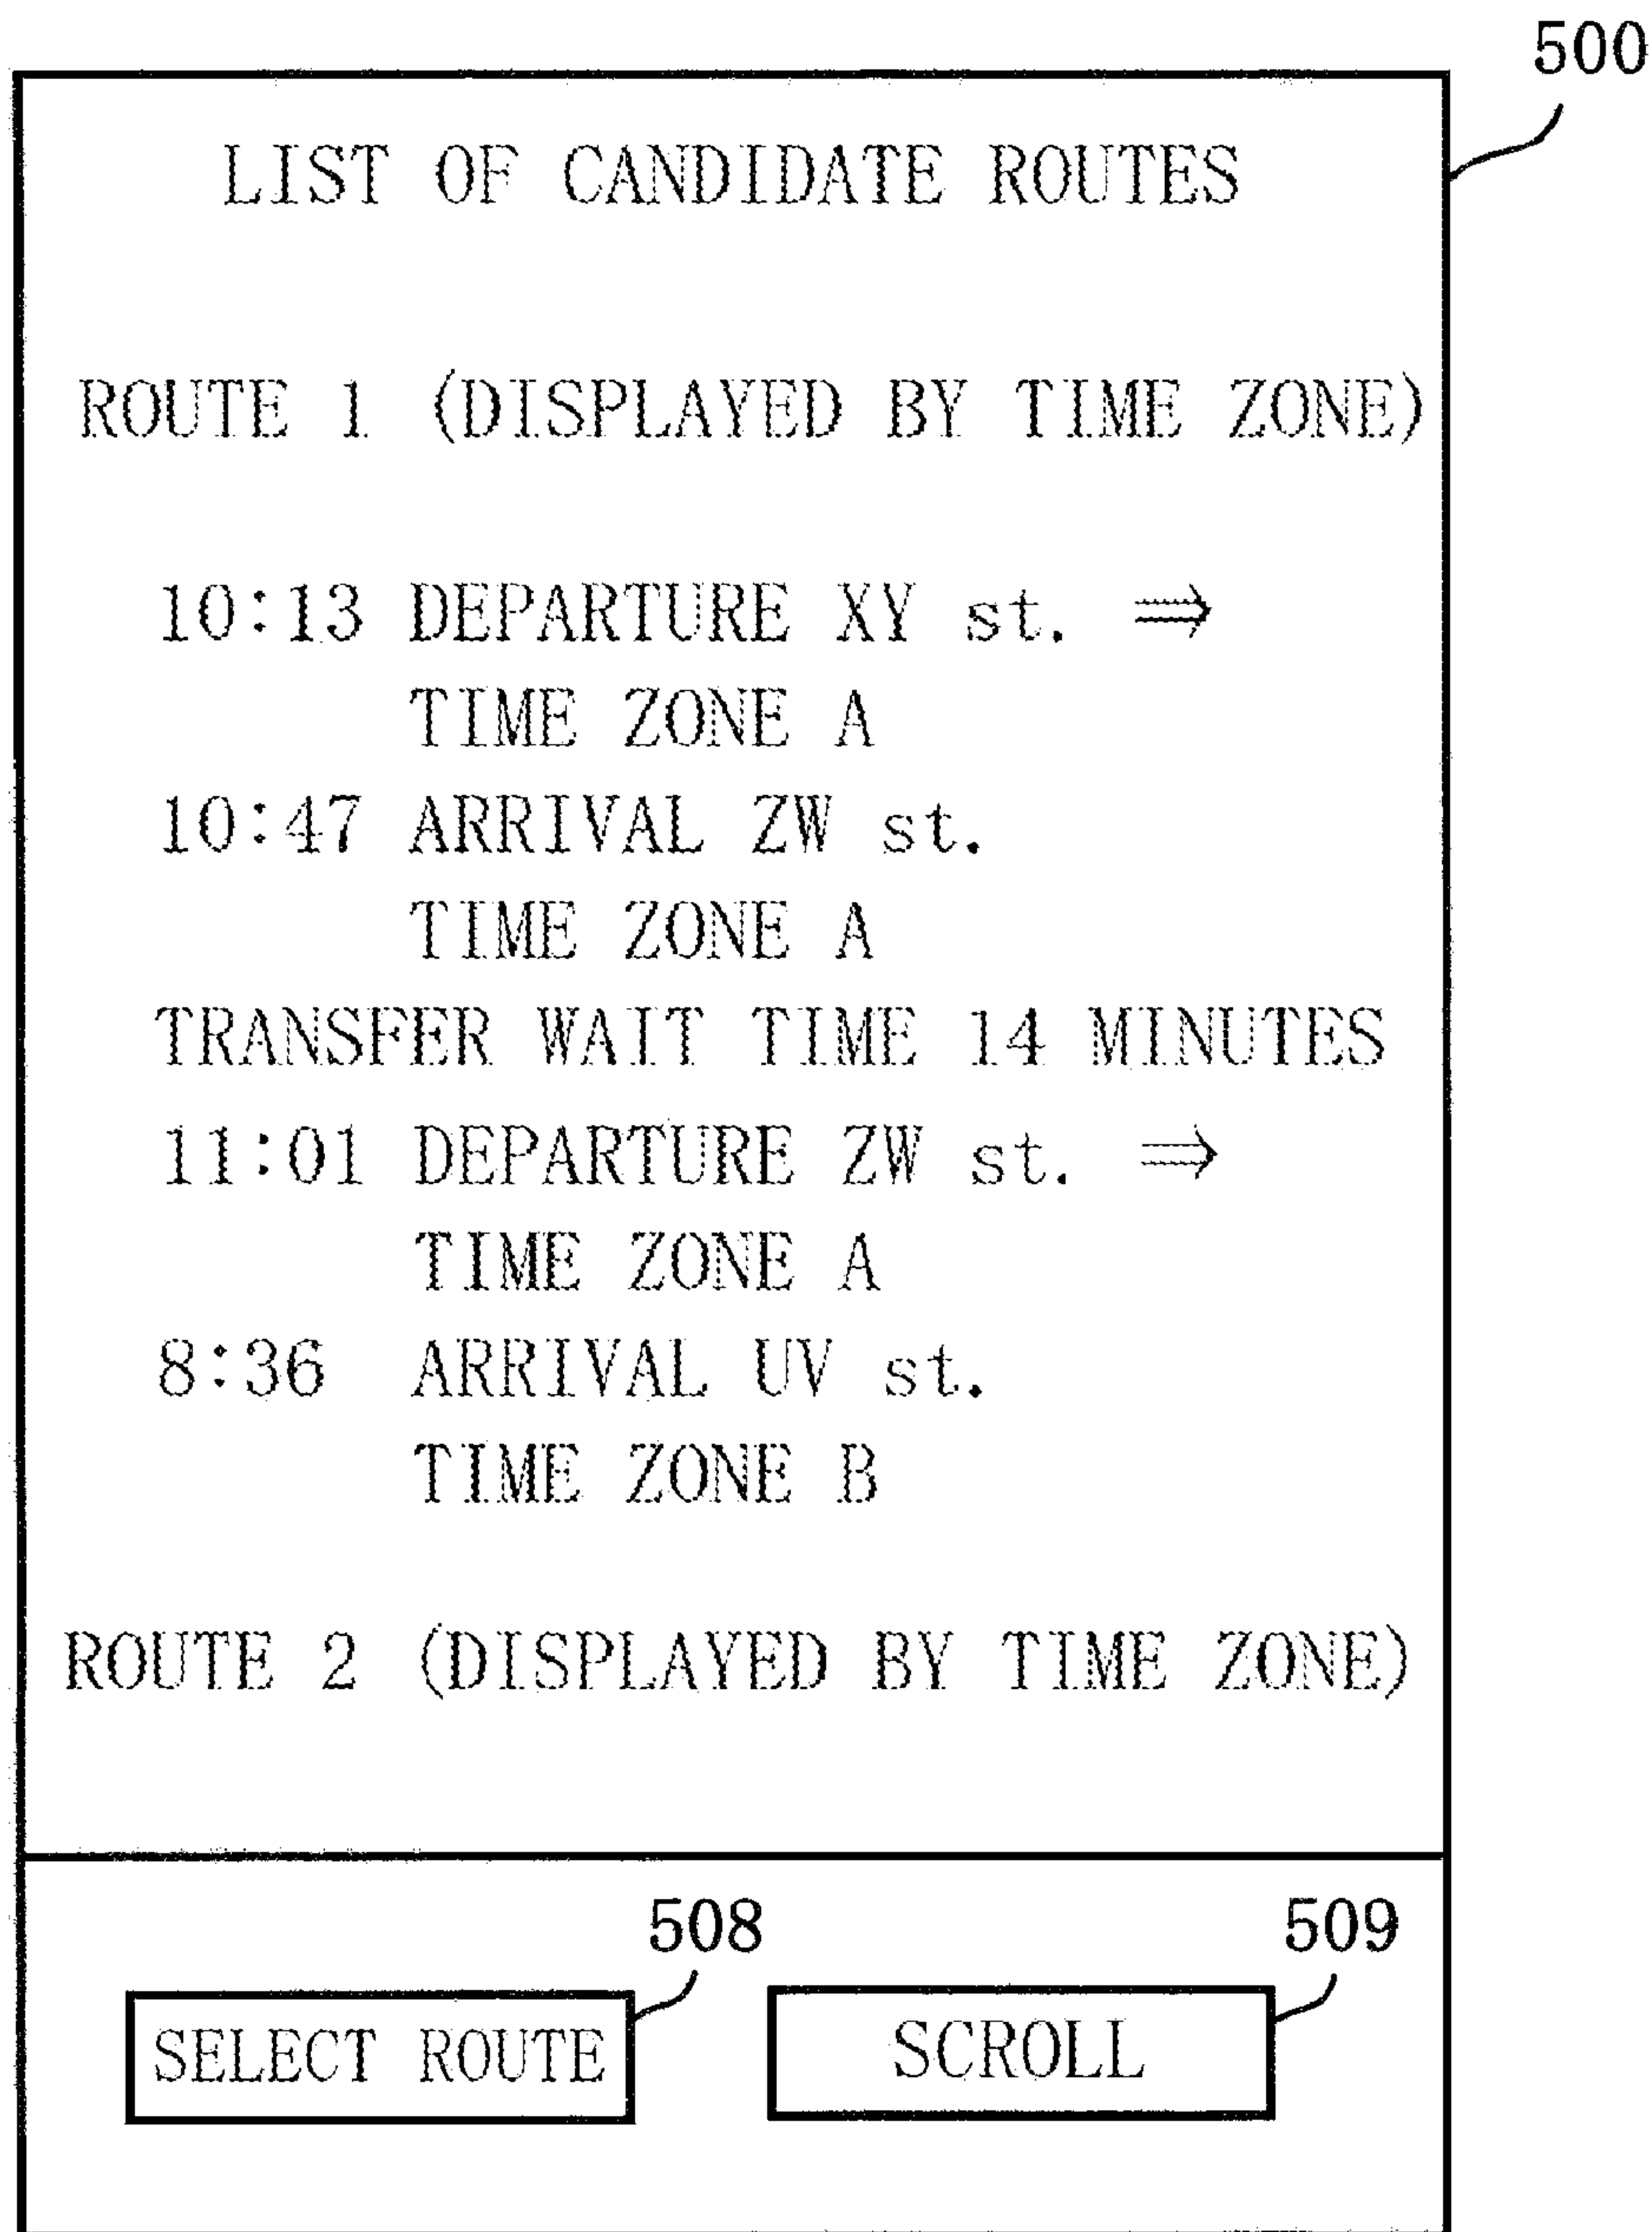 500
LIST OF CANDIDATE ROUTES
ROUTE 1 (DISPLAYED BY TIME ZONE)
10:13 DEPARTURE XY st. ⇒
TIME ZONE A
10:47 ARRIVAL ZW st.
TIME ZONE A
TRANSFER WAIT TIME 14 MINUTES
11:01 DEPARTURE ZW st. ⇒
TIME ZONE A
8:36 ARRIVAL UV st.
TIME ZONE B
ROUTE 2 (DISPLAYED BY TIME ZONE)
508 509
SELECT ROUTE SCROLL